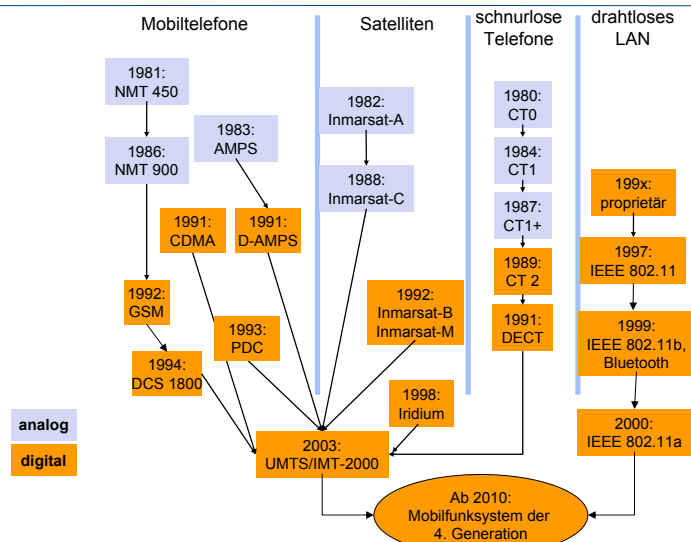 Mobiltelefone
Satelliten
schnurlose
Telefone
drahtloses
LAN
1981:
NMT 450
1986:
NMT 900
1983:
AMPS
1991:
CDMA
1991:
D-AMPS
1992:
GSM
1993:
PDC
1994:
DCS 1800
1982:
Inmarsat-A
1988:
Inmarsat-C
1992:
Inmarsat-B
Inmarsat-M
1998:
Iridium
1980:
CT0
1984:
CT1
1987:
CT1+
1989:
CT 2
1991:
DECT
199x:
proprietär
1997:
IEEE 802.11
1999:
IEEE 802.11b,
Bluetooth
2000:
IEEE 802.11a
analog
digital
2003:
UMTS/IMT-2000
Ab 2010:
Mobilfunksystem der
4. Generation